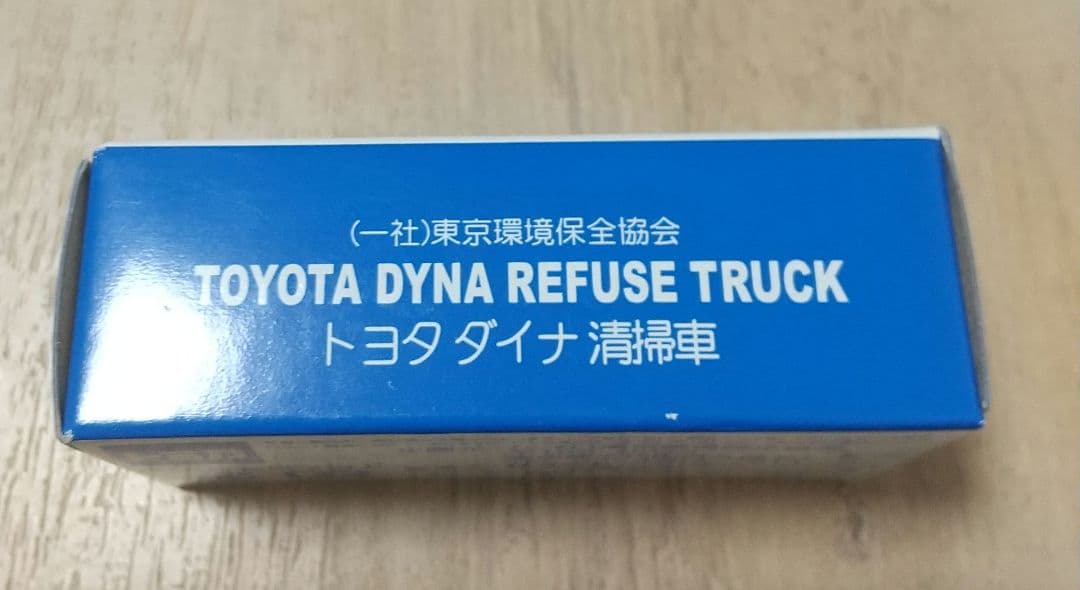 (一社)東京環境保全協会
TOYOTA DYNA REFUSE TRUCK
トヨタ ダイナ 清掃車